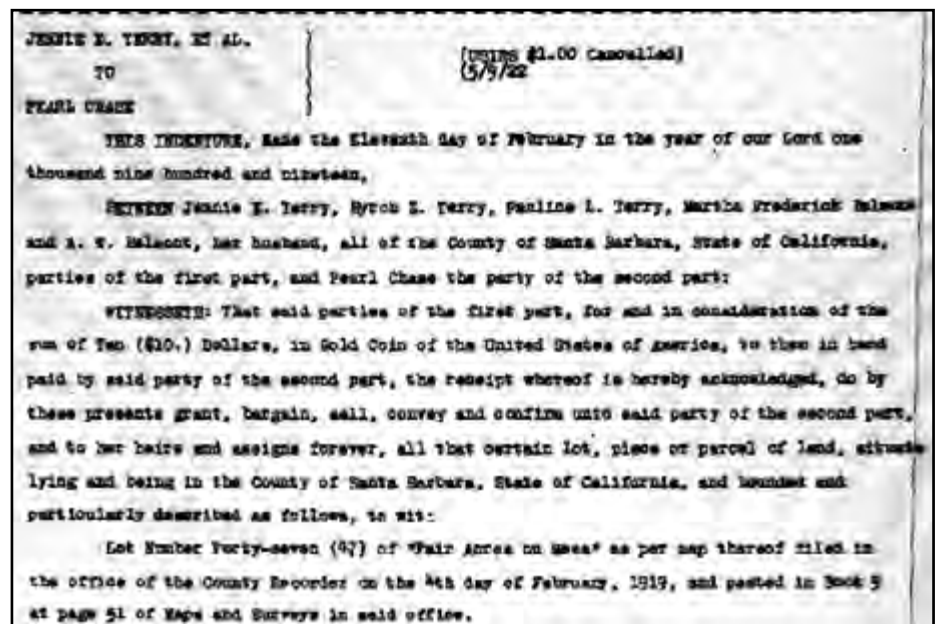 JENNIE E. TERRY, ET AL.
(USIRS $1.00 Cancelled)
TO
(5/9/22
PEARL CHASE
THIS INDENTURE, Made the Eleventh day of February in the year of our Lord one
thousand nine hundred and nineteen,
BETWEEN Jennie E. Terry, Byron Z. Terry, Pauline L. Terry, Martha Frederick
and A. W. Belmont, her husband, all of the County of Santa Barbara, State of California,
parties of the first part, and Pearl Chase the party of the second part:
WITNESSETH: That said parties of the first part, for and in consideration of the
sum of Ten ($10.) Dollars, in Gold Coin of the United States of America, to them in hand
paid by said party of the second part, the receipt whereof is hereby acknowledged, do by
these presents grant, bargain, sell, convey and confirm unto said party of the second part,
and to her heirs and assigns forever, all that certain lot, piece or parcel of land, situate
lying and being in the County of Santa Barbara, State of California, and bounded and
particularly described as follows, to wit:
Lot Number Forty-seven (47) of "Fair Acres on Mesa" as per map thereof filed in
the office of the County Recorder on the 4th day of February, 1919, and pasted in Book 9
at page 51 of Maps and Surveys in said office.